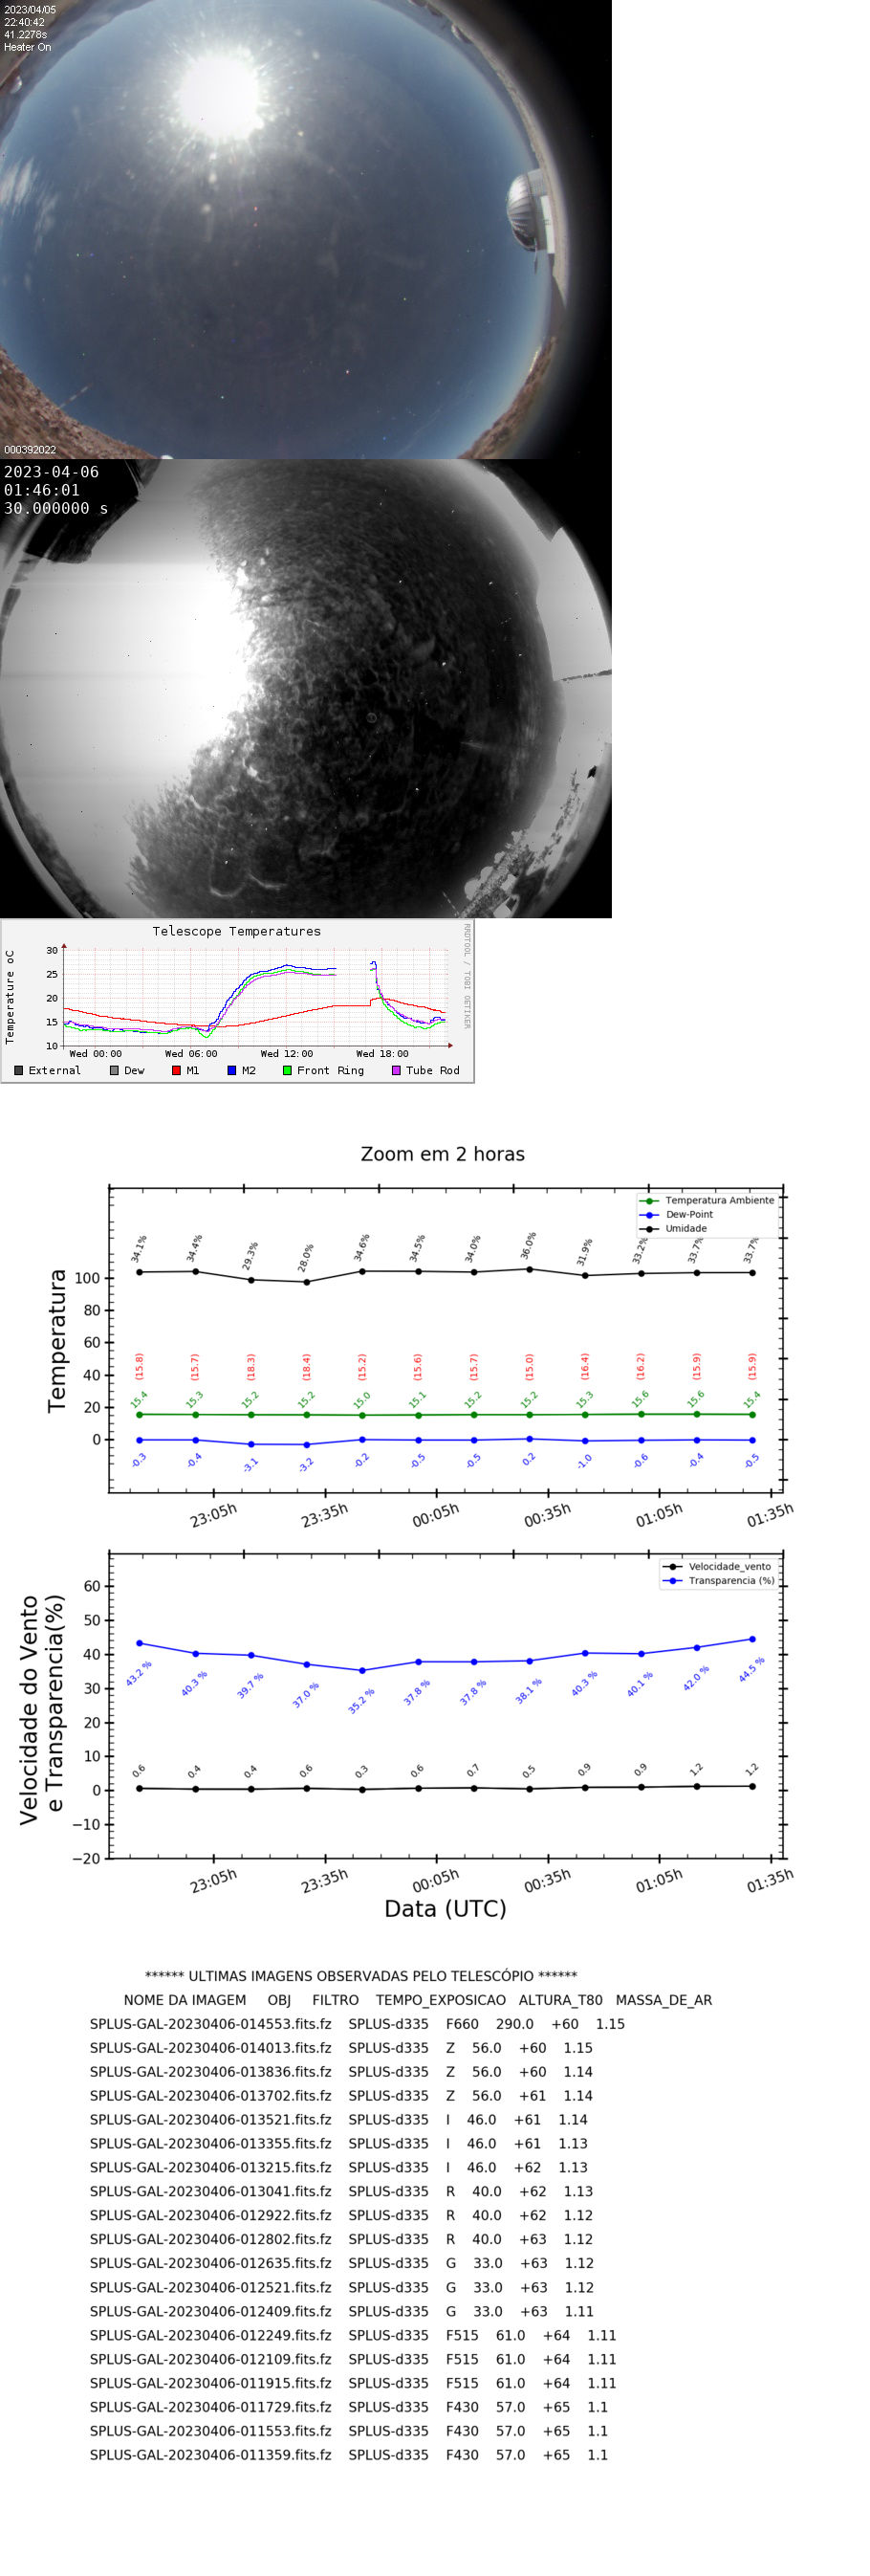 2023/04/05
22:40:42
41.2278s
Heater On
000392022
2023-04-06
01:46:01
30.000000 s
Telescope Temperatures
RRDTOOL / TOBI OETIKER
Temperature oC
30
25
20
15
10
Wed 00:00 Wed 06:00 Wed 12:00 Wed 18:00
External Dew M1 M2 Front Ring Tube Rod
Zoom em 2 horas
Temperatura Ambiente
Dew-Point
Umidade
Temperatura
34.1% 34.4% 29.3% 28.0% 34.6% 34.5% 34.0% 36.0% 31.9% 33.2% 33.7% 33.7%
100
80
60
40
20
0
(15.8) (15.7) (18.3) (18.4) (15.2) (15.6) (15.7) (15.0) (16.4) (16.2) (15.9) (15.9)
15.4 15.3 15.2 15.2 15.0 15.1 15.2 15.2 15.3 15.6 15.6 15.4
-0.3 -0.4 -3.1 -3.2 -0.2 -0.5 -0.5 0.2 -1.0 -0.6 -0.4 -0.5
23:05h 23:35h 00:05h 00:35h 01:05h 01:35h
Velocidade_vento
Transparencia (%)
Velocidade do Vento
e Transparencia(%)
60
50
40
30
20
10
0
−10
−20
43.2 % 40.3 % 39.7 % 37.0 % 35.2 % 37.8 % 37.8 % 38.1 % 40.3 % 40.1 % 42.0 % 44.5 %
0.6 0.4 0.4 0.6 0.3 0.6 0.7 0.5 0.9 0.9 1.2 1.2
23:05h 23:35h 00:05h 00:35h 01:05h 01:35h
Data (UTC)
****** ULTIMAS IMAGENS OBSERVADAS PELO TELESCÓPIO ******
NOME DA IMAGEM OBJ FILTRO TEMPO_EXPOSICAO ALTURA_T80 MASSA_DE_AR
SPLUS-GAL-20230406-014553.fits.fz SPLUS-d335 F660 290.0 +60 1.15
SPLUS-GAL-20230406-014013.fits.fz SPLUS-d335 Z 56.0 +60 1.15
SPLUS-GAL-20230406-013836.fits.fz SPLUS-d335 Z 56.0 +60 1.14
SPLUS-GAL-20230406-013702.fits.fz SPLUS-d335 Z 56.0 +61 1.14
SPLUS-GAL-20230406-013521.fits.fz SPLUS-d335 I 46.0 +61 1.14
SPLUS-GAL-20230406-013355.fits.fz SPLUS-d335 I 46.0 +61 1.13
SPLUS-GAL-20230406-013215.fits.fz SPLUS-d335 I 46.0 +62 1.13
SPLUS-GAL-20230406-013041.fits.fz SPLUS-d335 R 40.0 +62 1.13
SPLUS-GAL-20230406-012922.fits.fz SPLUS-d335 R 40.0 +62 1.12
SPLUS-GAL-20230406-012802.fits.fz SPLUS-d335 R 40.0 +63 1.12
SPLUS-GAL-20230406-012635.fits.fz SPLUS-d335 G 33.0 +63 1.12
SPLUS-GAL-20230406-012521.fits.fz SPLUS-d335 G 33.0 +63 1.12
SPLUS-GAL-20230406-012409.fits.fz SPLUS-d335 G 33.0 +63 1.11
SPLUS-GAL-20230406-012249.fits.fz SPLUS-d335 F515 61.0 +64 1.11
SPLUS-GAL-20230406-012109.fits.fz SPLUS-d335 F515 61.0 +64 1.11
SPLUS-GAL-20230406-011915.fits.fz SPLUS-d335 F515 61.0 +64 1.11
SPLUS-GAL-20230406-011729.fits.fz SPLUS-d335 F430 57.0 +65 1.1
SPLUS-GAL-20230406-011553.fits.fz SPLUS-d335 F430 57.0 +65 1.1
SPLUS-GAL-20230406-011359.fits.fz SPLUS-d335 F430 57.0 +65 1.1